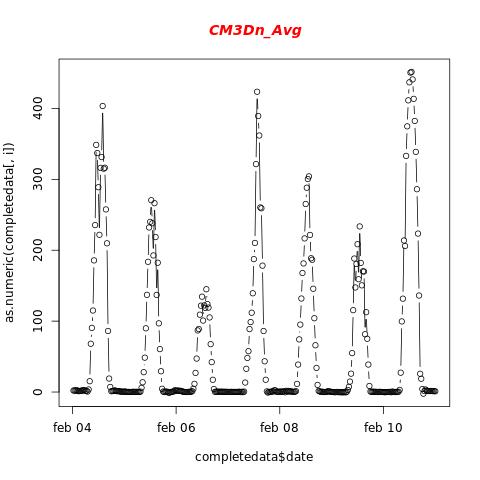 CM3Dn_Avg
as.numeric(completedata[, i])
400
300
200
100
0
feb 04
feb 06
feb 08
feb 10
completedata$date